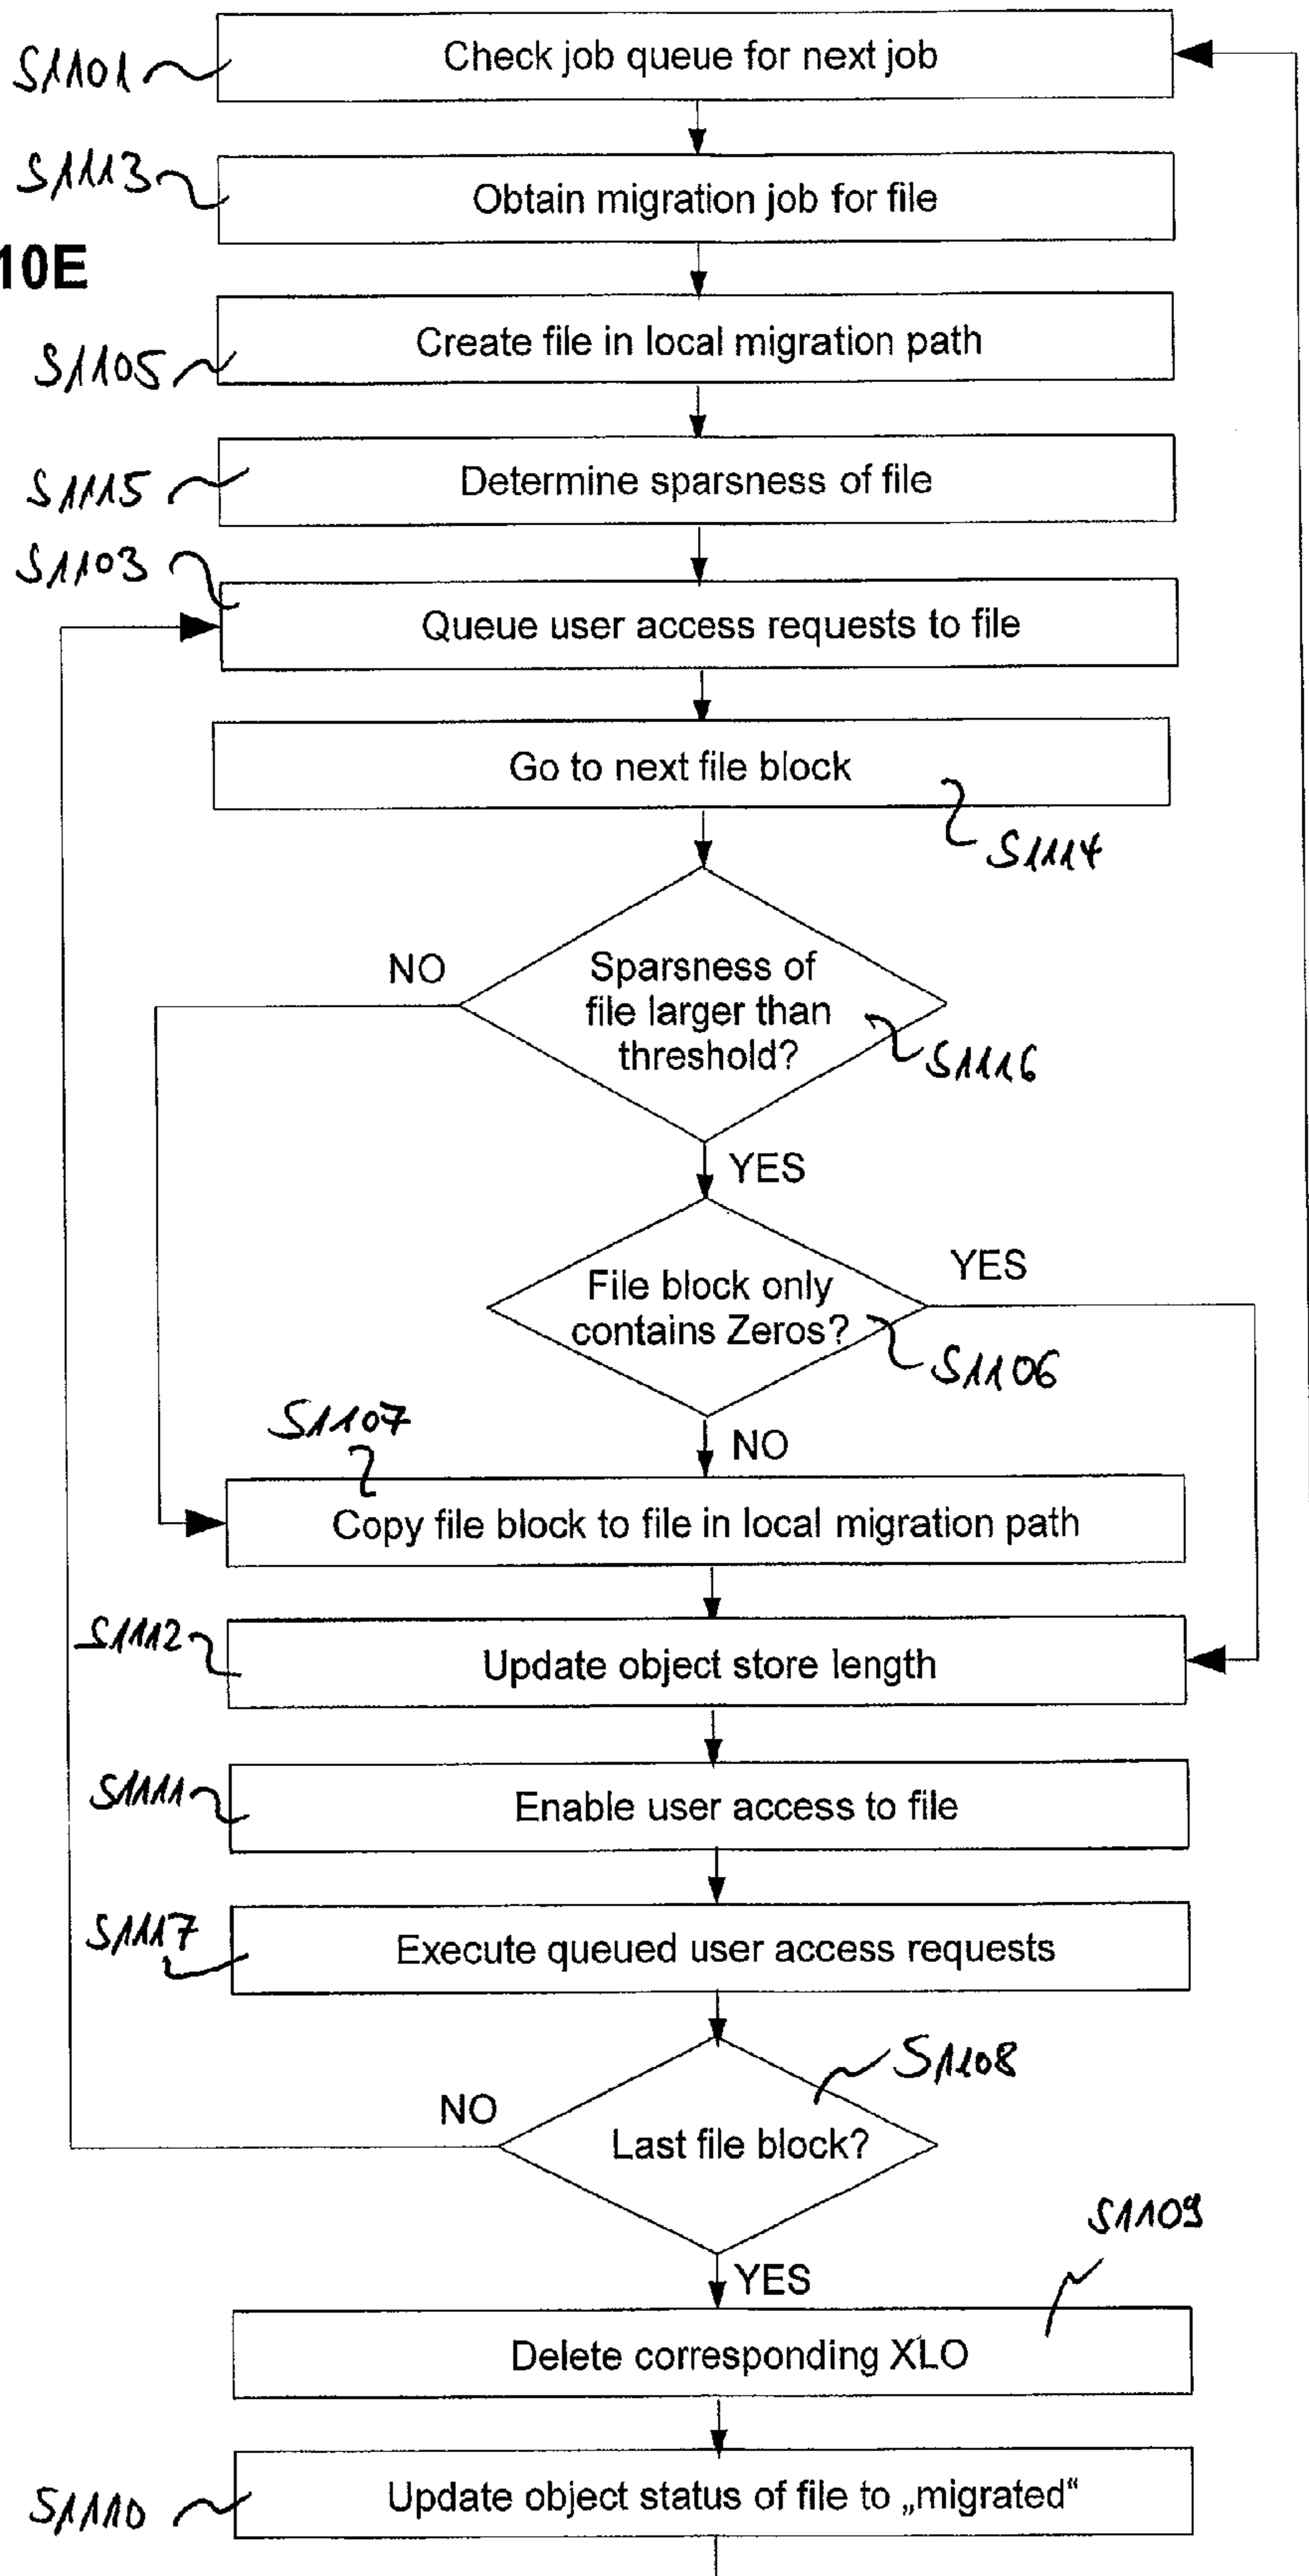 S1101
Check job queue for next job
S1113
Obtain migration job for file
10E
S1105
Create file in local migration path
S1115
Determine sparsness of file
S1103
Queue user access requests to file
Go to next file block
S1114
NO
Sparsness of
file larger than
threshold?
S1116
YES
File block only
contains Zeros?
YES
S1106
S1107
NO
Copy file block to file in local migration path
S1112
Update object store length
S1111
Enable user access to file
S1117
Execute queued user access requests
S1108
NO
Last file block?
S1109
YES
Delete corresponding XLO
S1110
Update object status of file to „migrated“